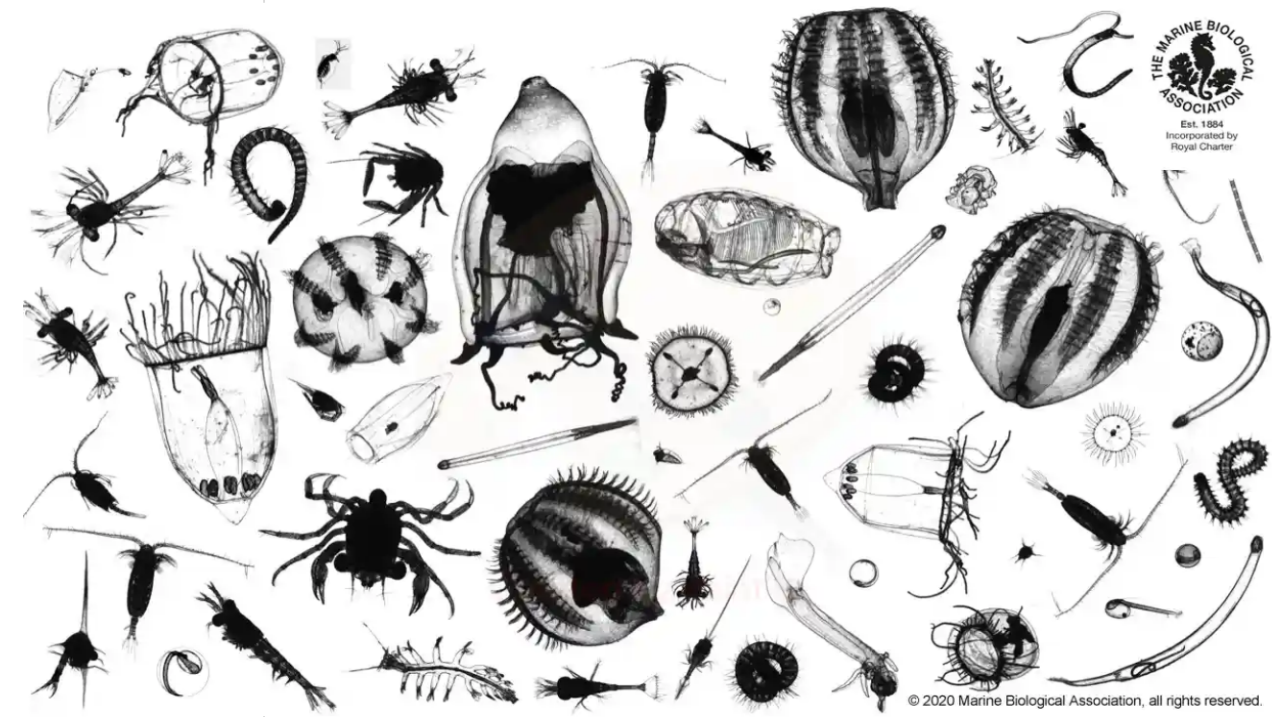 THE MARINE BIOLOGICAL
ASSOCIATION
Est. 1884
Incorporated by
Royal Charter
© 2020 Marine Biological Association, all rights reserved.